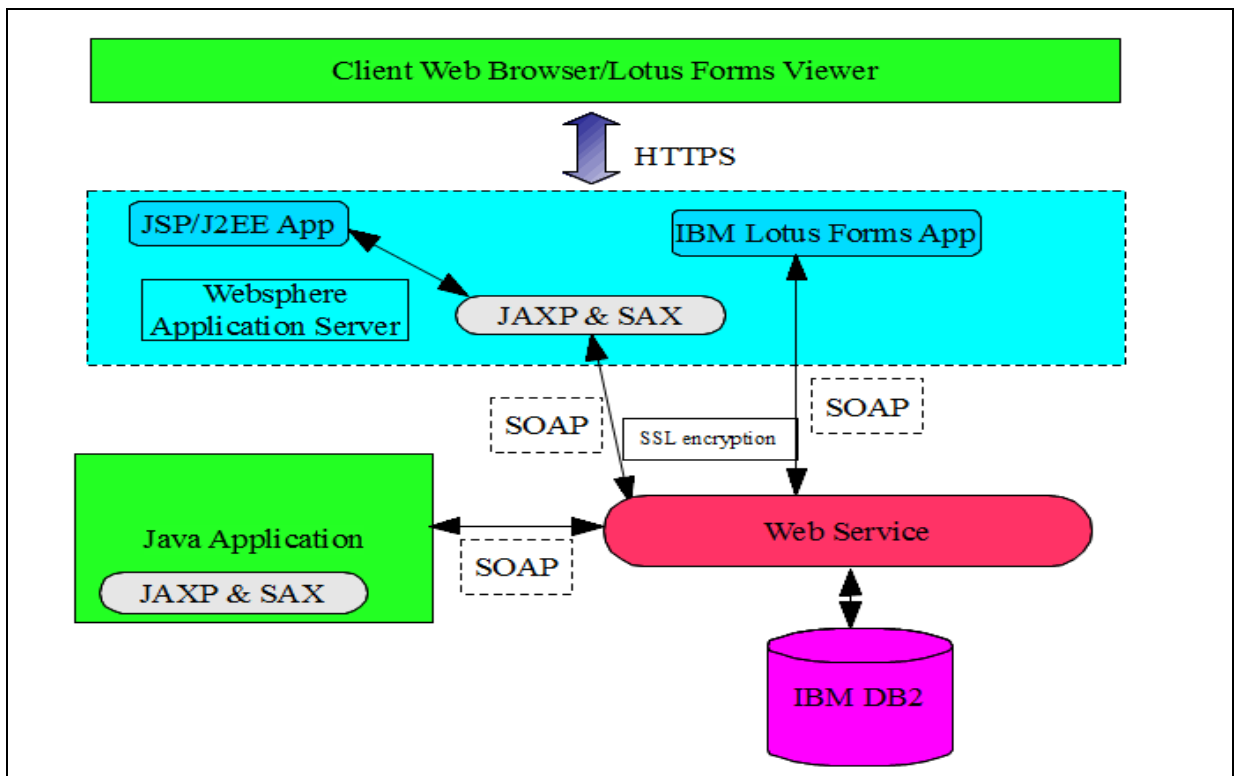 Client Web Browser/Lotus Forms Viewer
HTTPS
JSP/J2EE App
IBM Lotus Forms App
Websphere
Application Server
JAXP & SAX
SOAP
SOAP
SSL encryption
Java Application
JAXP & SAX
SOAP
Web Service
IBM DB2